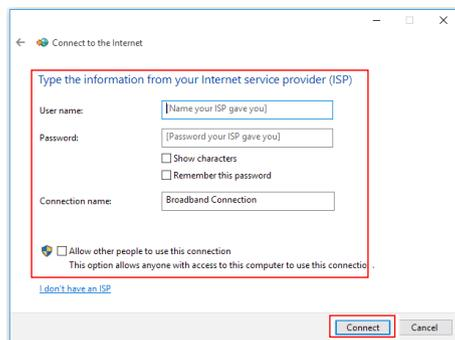 Connect to the Internet
Type the information from your Internet service provider (ISP)
User name:
[Name your ISP gave you]
Password:
[Password your ISP gave you]
Show characters
Remember this password
Connection name:
Broadband Connection
Allow other people to use this connection
This option allows anyone with access to this computer to use this connection.
I don't have an ISP
Connect
Cancel